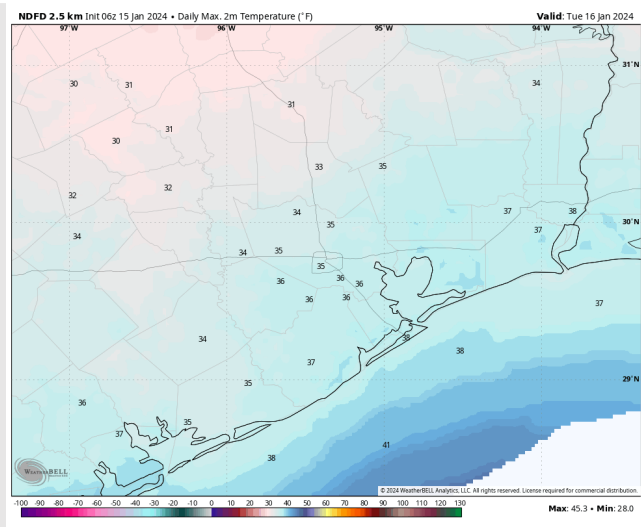 NDFD 2.5 km Init 06z 15 Jan 2024 • Daily Max. 2m Temperature (°F)
Valid: Tue 16 Jan 2024
97°W 96°W 95°W 94°W
31°N
30 31 34
31
31
30
33 35
32 32
34 37 38 30°N
34 35 37
34 35
35
36 36 36
36 36
37
38
34 38
37
35 29°N
36
35
37
41
38
WEATHERBELL
© 2024 WeatherBELL Analytics, LLC. All rights reserved. License required for commercial distribution.
-100 -90 -80 -70 -60 -50 -40 -30 -20 -10 0 10 20 30 40 50 60 70 80 90 100 110 120 130
Max: 45.3 • Min: 28.0